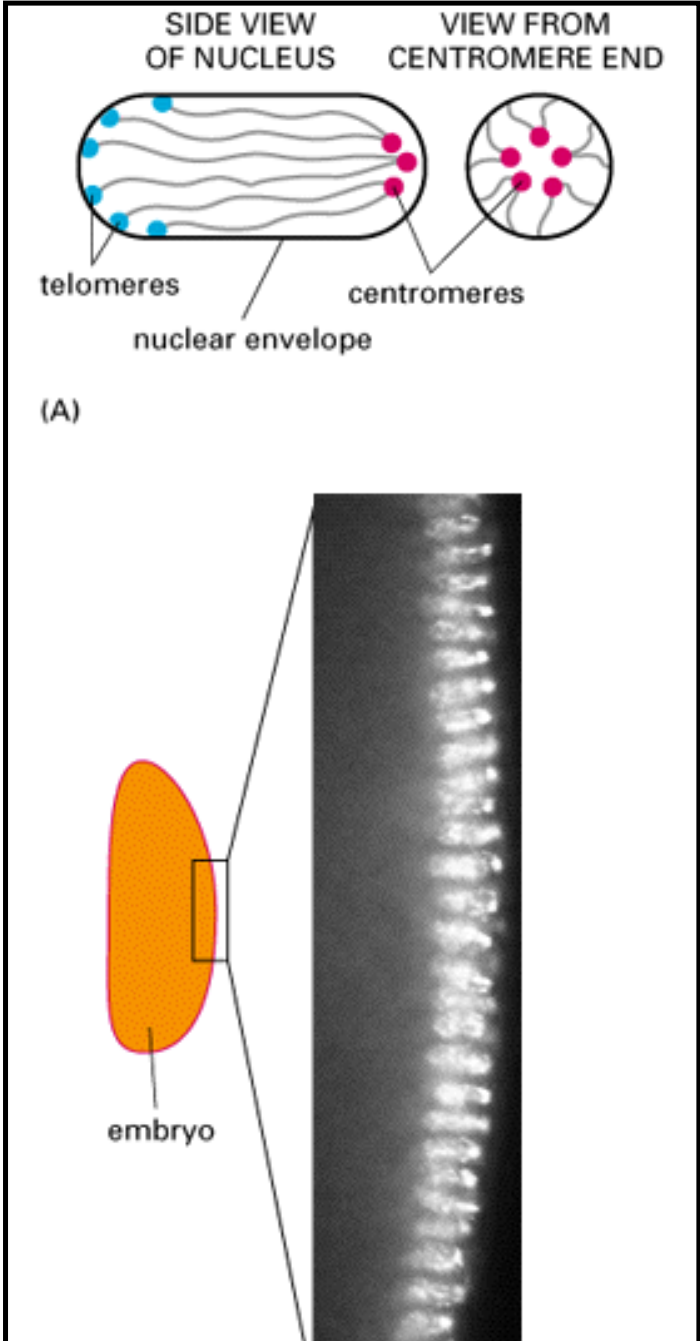 SIDE VIEW
OF NUCLEUS
VIEW FROM
CENTROMERE END
telomeres
centromeres
nuclear envelope
(A)
embryo